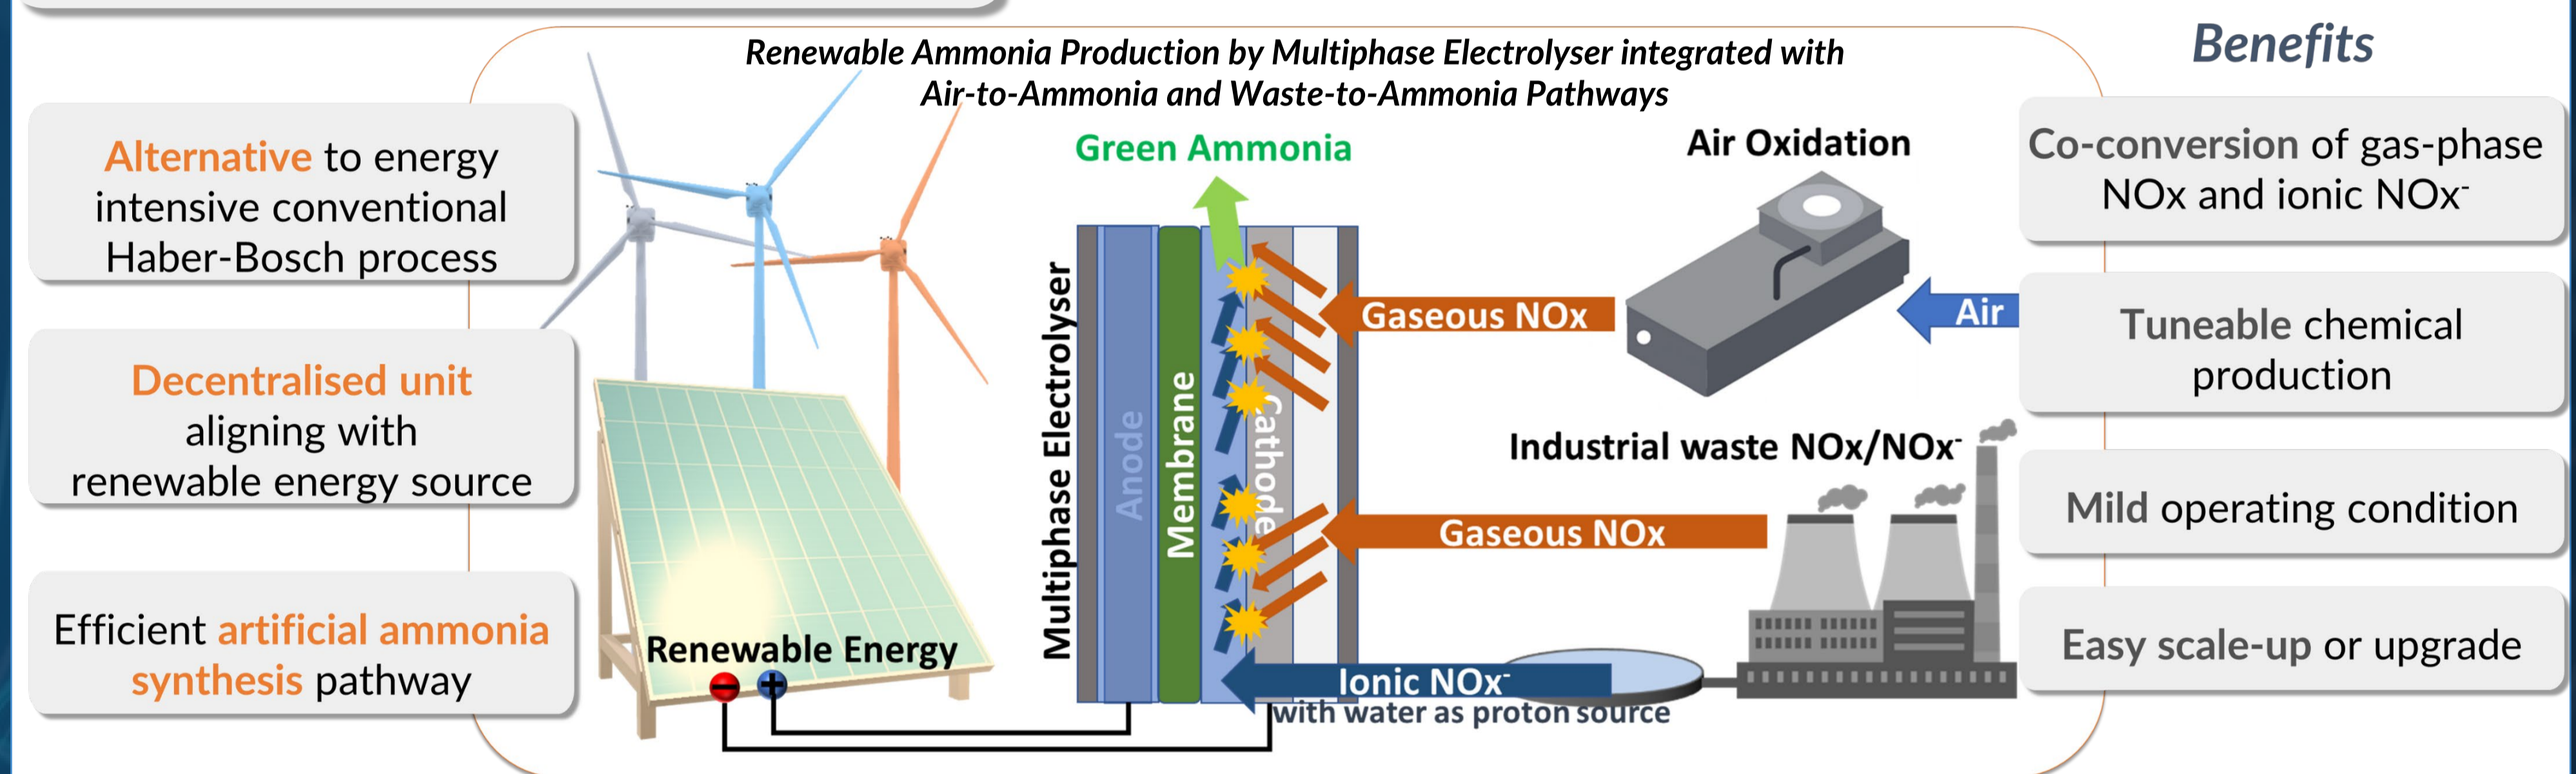 Renewable Ammonia Production by Multiphase Electrolyser integrated with
Air-to-Ammonia and Waste-to-Ammonia Pathways
Alternative to energy
intensive conventional
Haber-Bosch process
Decentralised unit
aligning with
renewable energy source
Efficient artificial ammonia
synthesis pathway
Renewable Energy
−
+
Green Ammonia
Multiphase Electrolyser
Anode
Membrane
Cathode
Air Oxidation
Gaseous NOx
Air
Industrial waste NOx/NOx⁻
Gaseous NOx
Ionic NOx⁻
with water as proton source
Benefits
Co-conversion of gas-phase
NOx and ionic NOx⁻
Tuneable chemical
production
Mild operating condition
Easy scale-up or upgrade